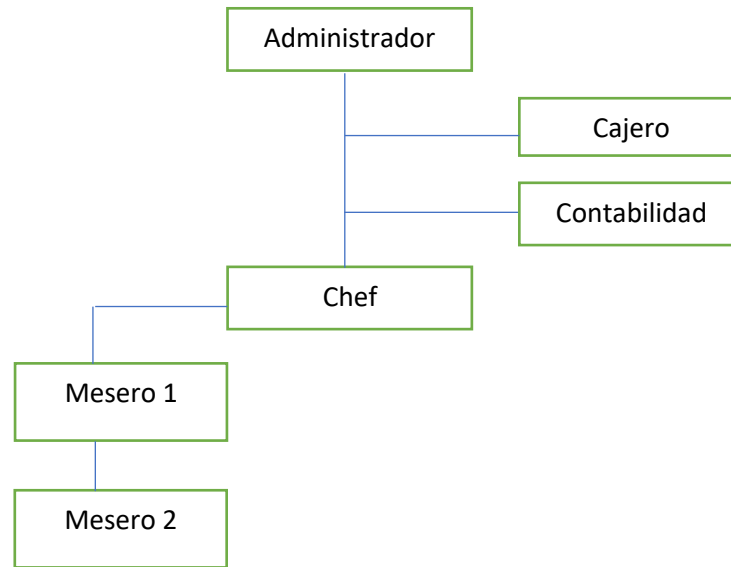 Administrador
Cajero
Contabilidad
Chef
Mesero 1
Mesero 2